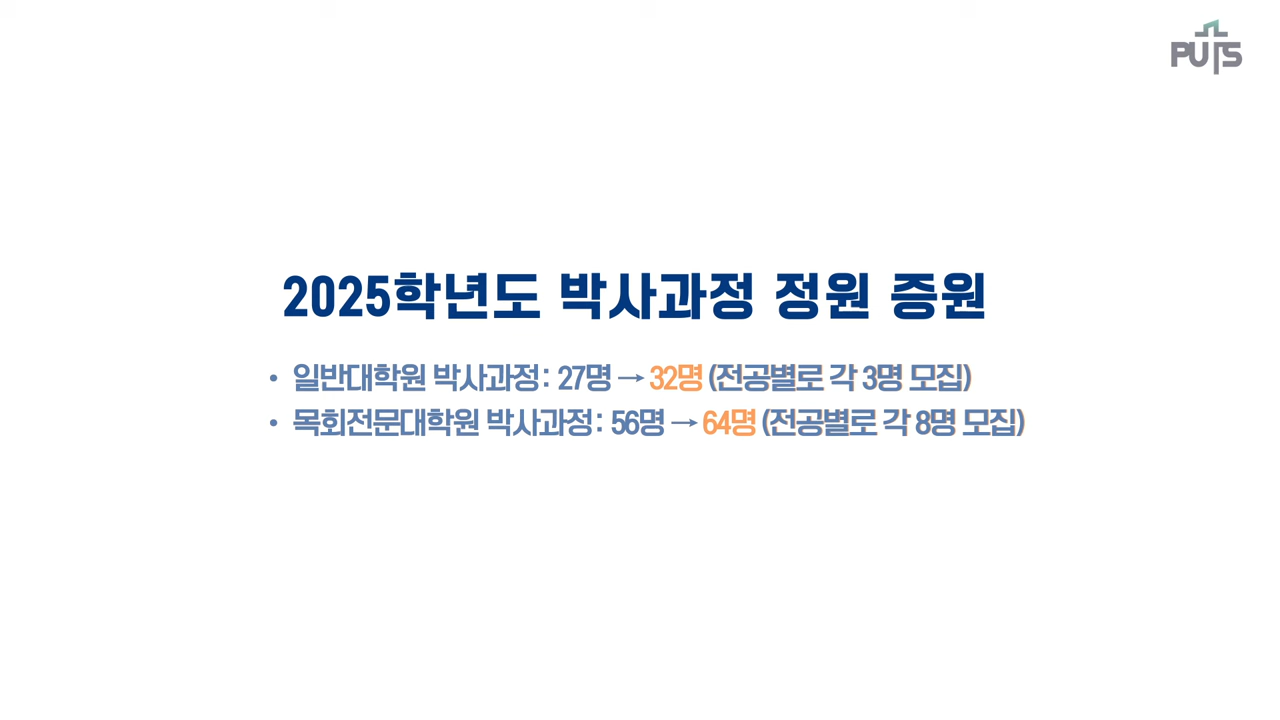 PUTS
2025학년도 박사과정 정원 증원
• 일반대학원 박사과정: 27명 → 32명 (전공별로 각 3명 모집)
• 목회전문대학원 박사과정: 56명 → 64명 (전공별로 각 8명 모집)